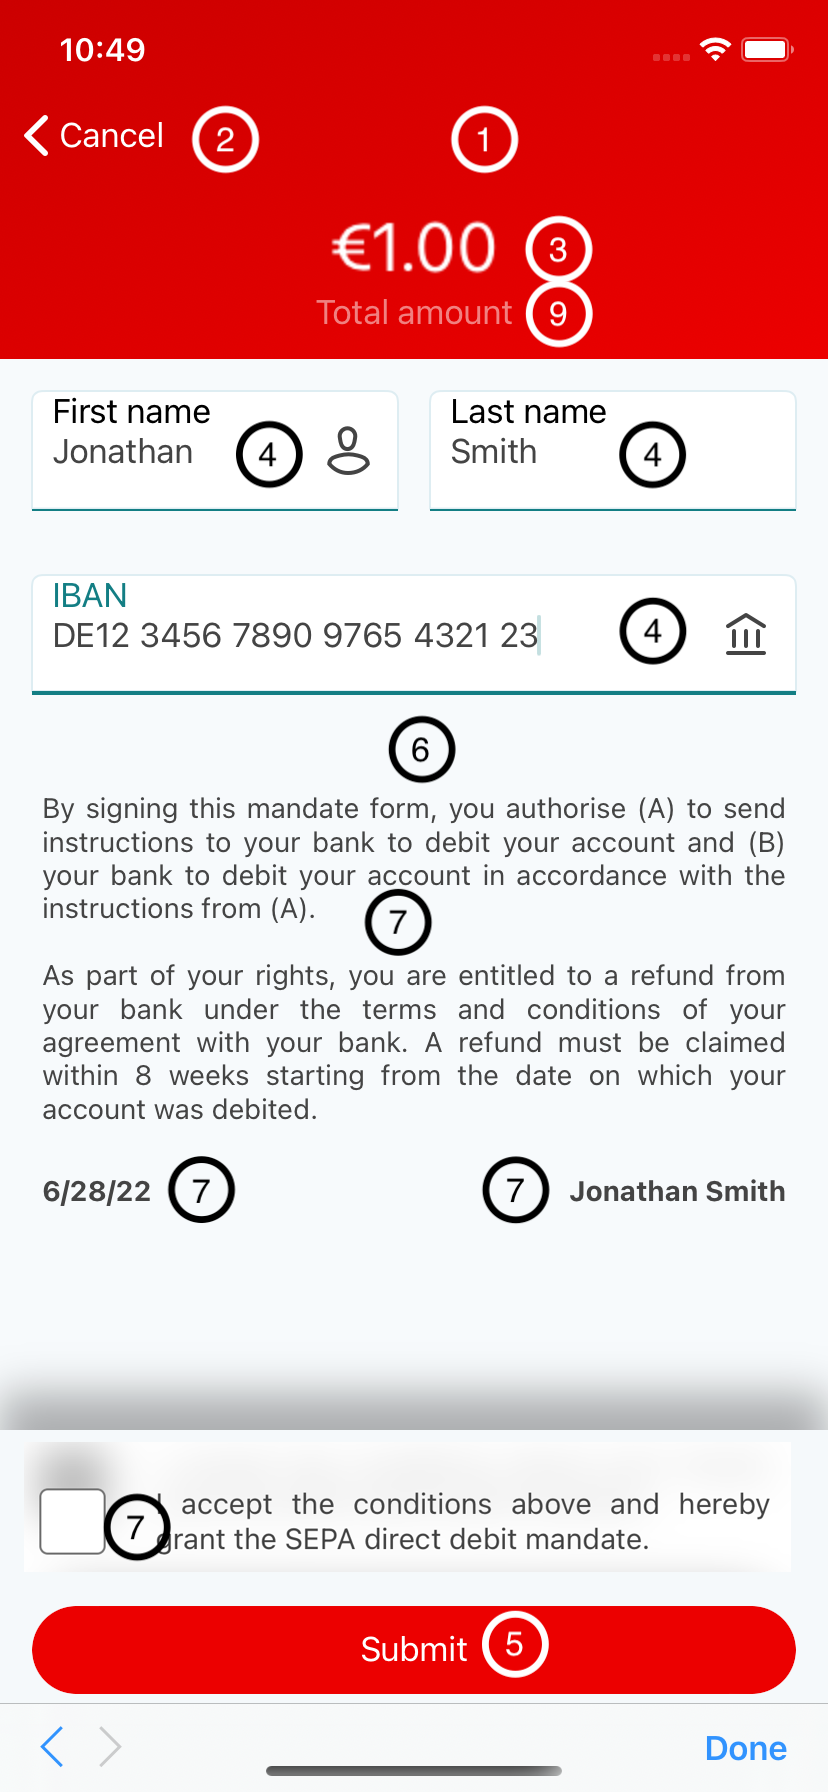 10:49
Cancel 2 1
€1.00 3
Total amount 9
First name
Jonathan 4
Last name
Smith 4
IBAN
DE12 3456 7890 9765 4321 23 4
6
By signing this mandate form, you authorise (A) to send
instructions to your bank to debit your account and (B)
your bank to debit your account in accordance with the
instructions from (A).
7
As part of your rights, you are entitled to a refund from
your bank under the terms and conditions of your
agreement with your bank. A refund must be claimed
within 8 weeks starting from the date on which your
account was debited.
6/28/22 7 7 Jonathan Smith
7 I accept the conditions above and hereby
grant the SEPA direct debit mandate.
Submit 5
Done